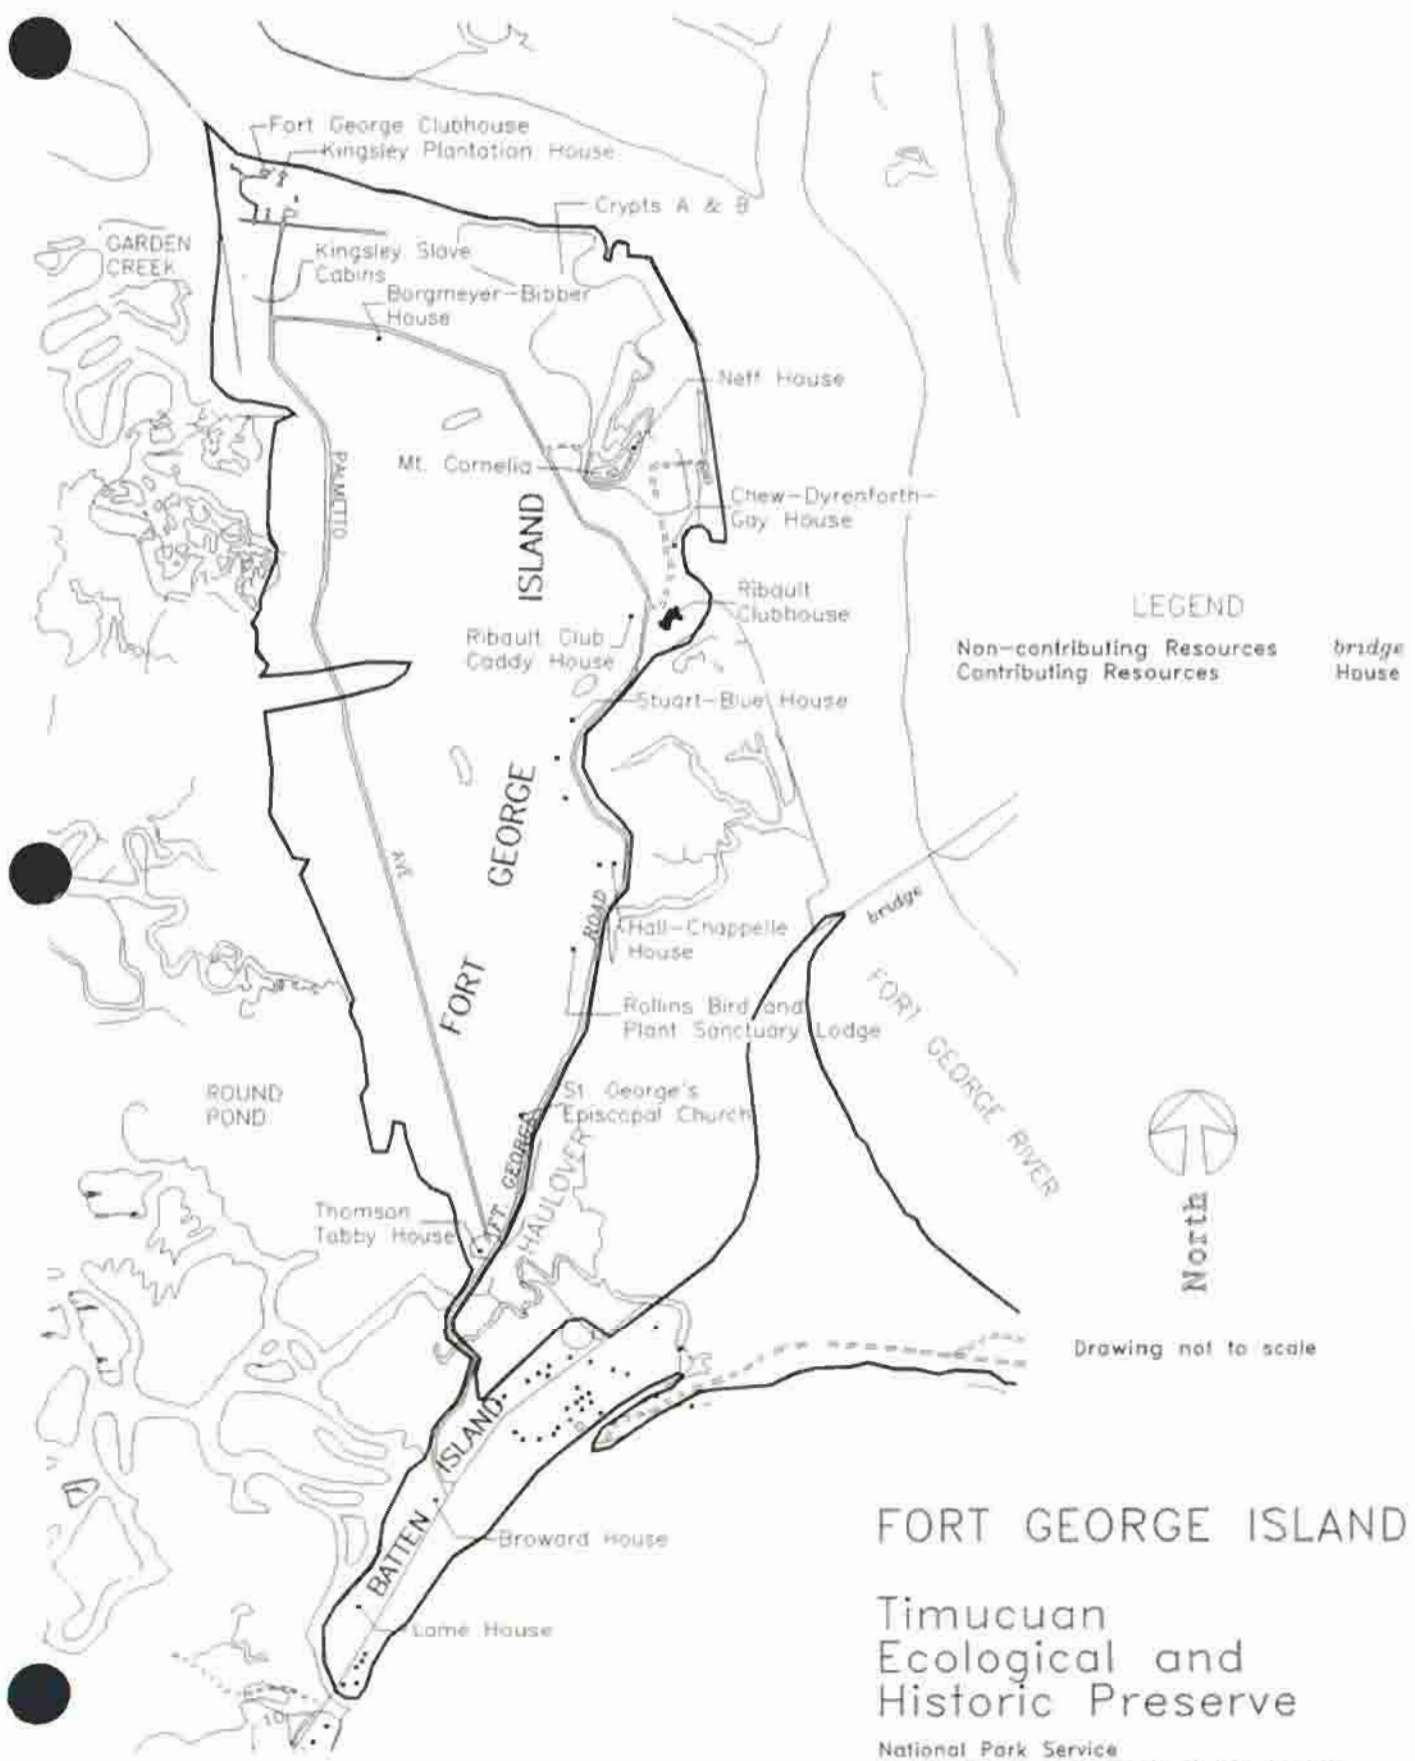 Fort George Clubhouse
Kingsley Plantation House
Crypts A & B
GARDEN
CREEK
Kingsley Slave
Cabins
Borgmeyer-Bibber
House
Neff House
Mt. Cornelia
PALMETTO
ISLAND
Chew-Dyrenforth-
Gay House
Ribault
Clubhouse
LEGEND
Ribault Club
Caddy House
Non-contributing Resources bridge
Contributing Resources House
Stuart-Blue House
GEORGE
AVE
bridge
ROAD
Hall-Chappelle
House
FORT
Rollins Bird and
Plant Sanctuary Lodge
FORT GEORGE RIVER
ROUND
POND
St. George's
Episcopal Church
FT. GEORGE
HAULOVER
Thomson
Tabby House
North
Drawing not to scale
ISLAND
BATTEN
Broward House
Lame House
FORT GEORGE ISLAND
Timucuan
Ecological and
Historic Preserve
National Park Service